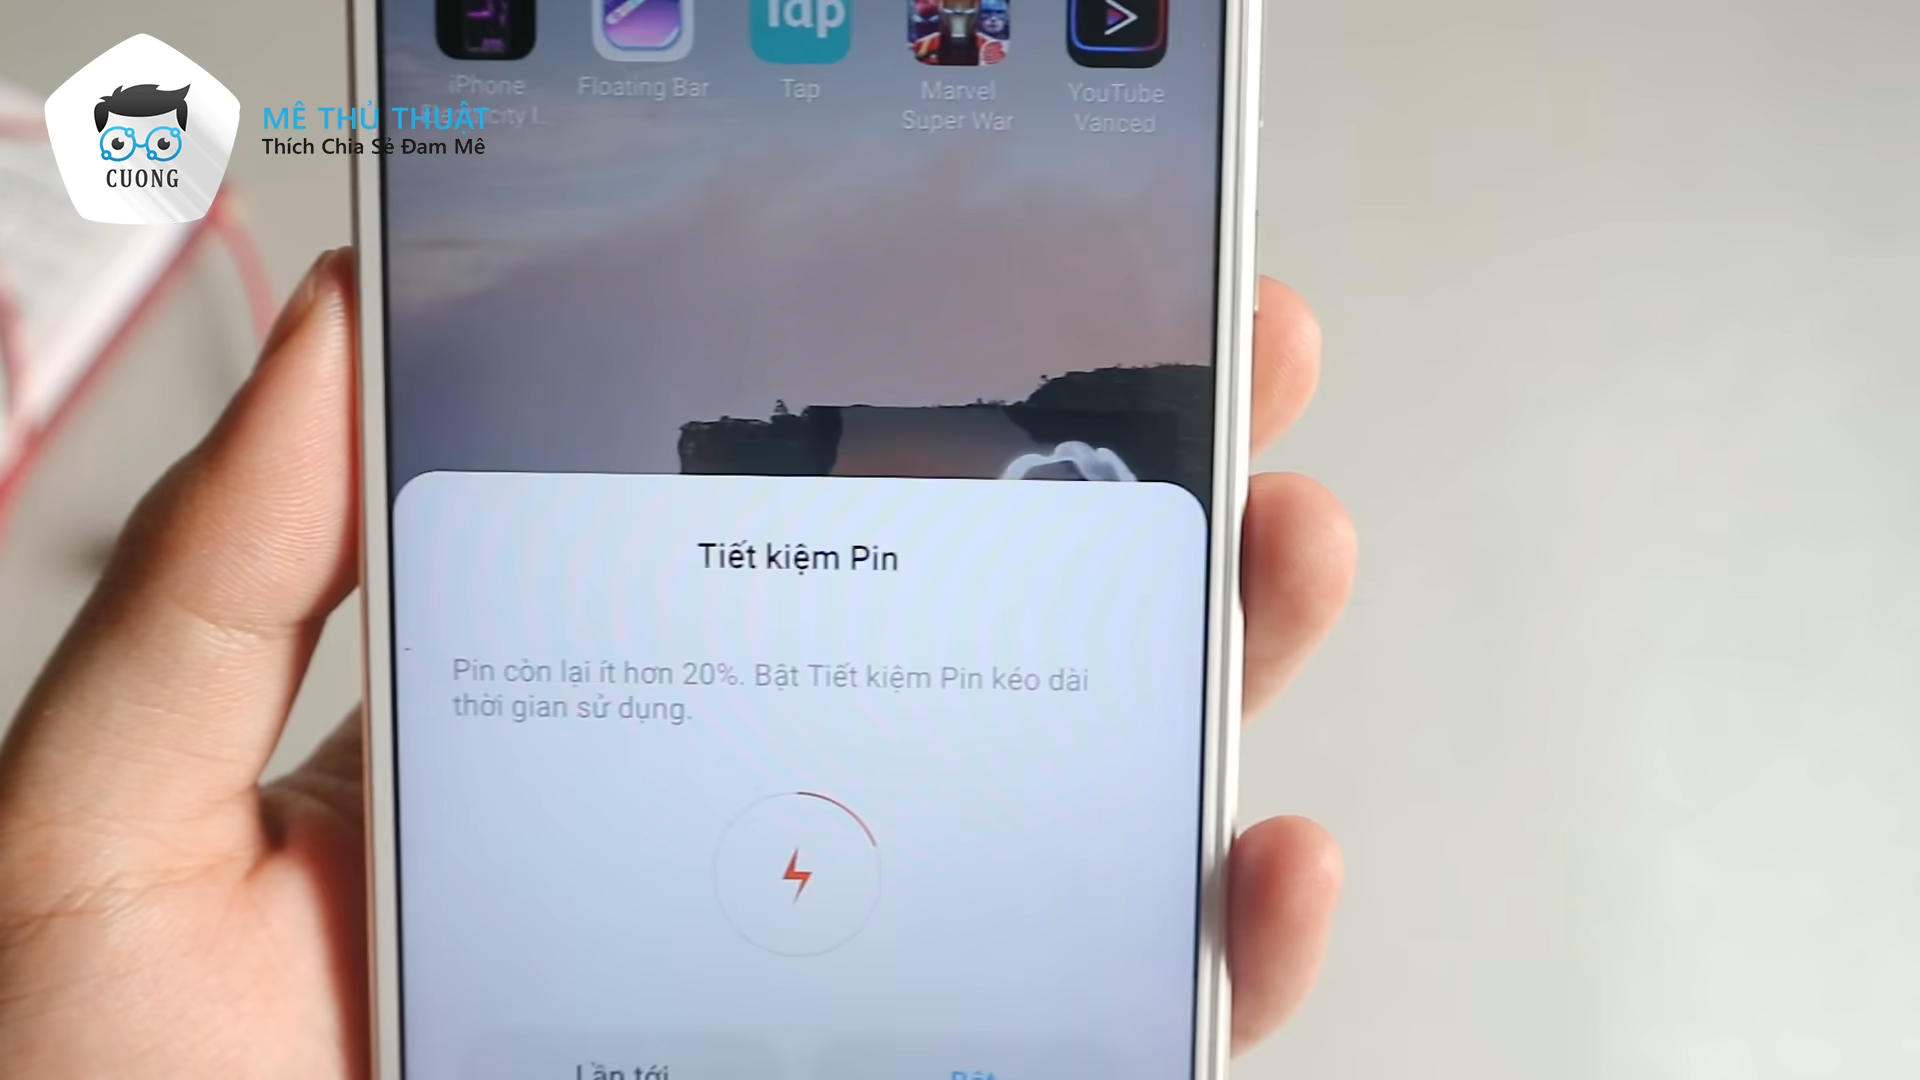 Tap
iPhone
Floating Bar
Tap
Marvel
Super War
YouTube
Vanced
MÊ THỦ THUẬT
Thích Chia Sẻ Đam Mê
CUONG
Tiết kiệm Pin
Pin còn lại ít hơn 20%. Bật Tiết kiệm Pin kéo dài
thời gian sử dụng.
Lần tới
Bật